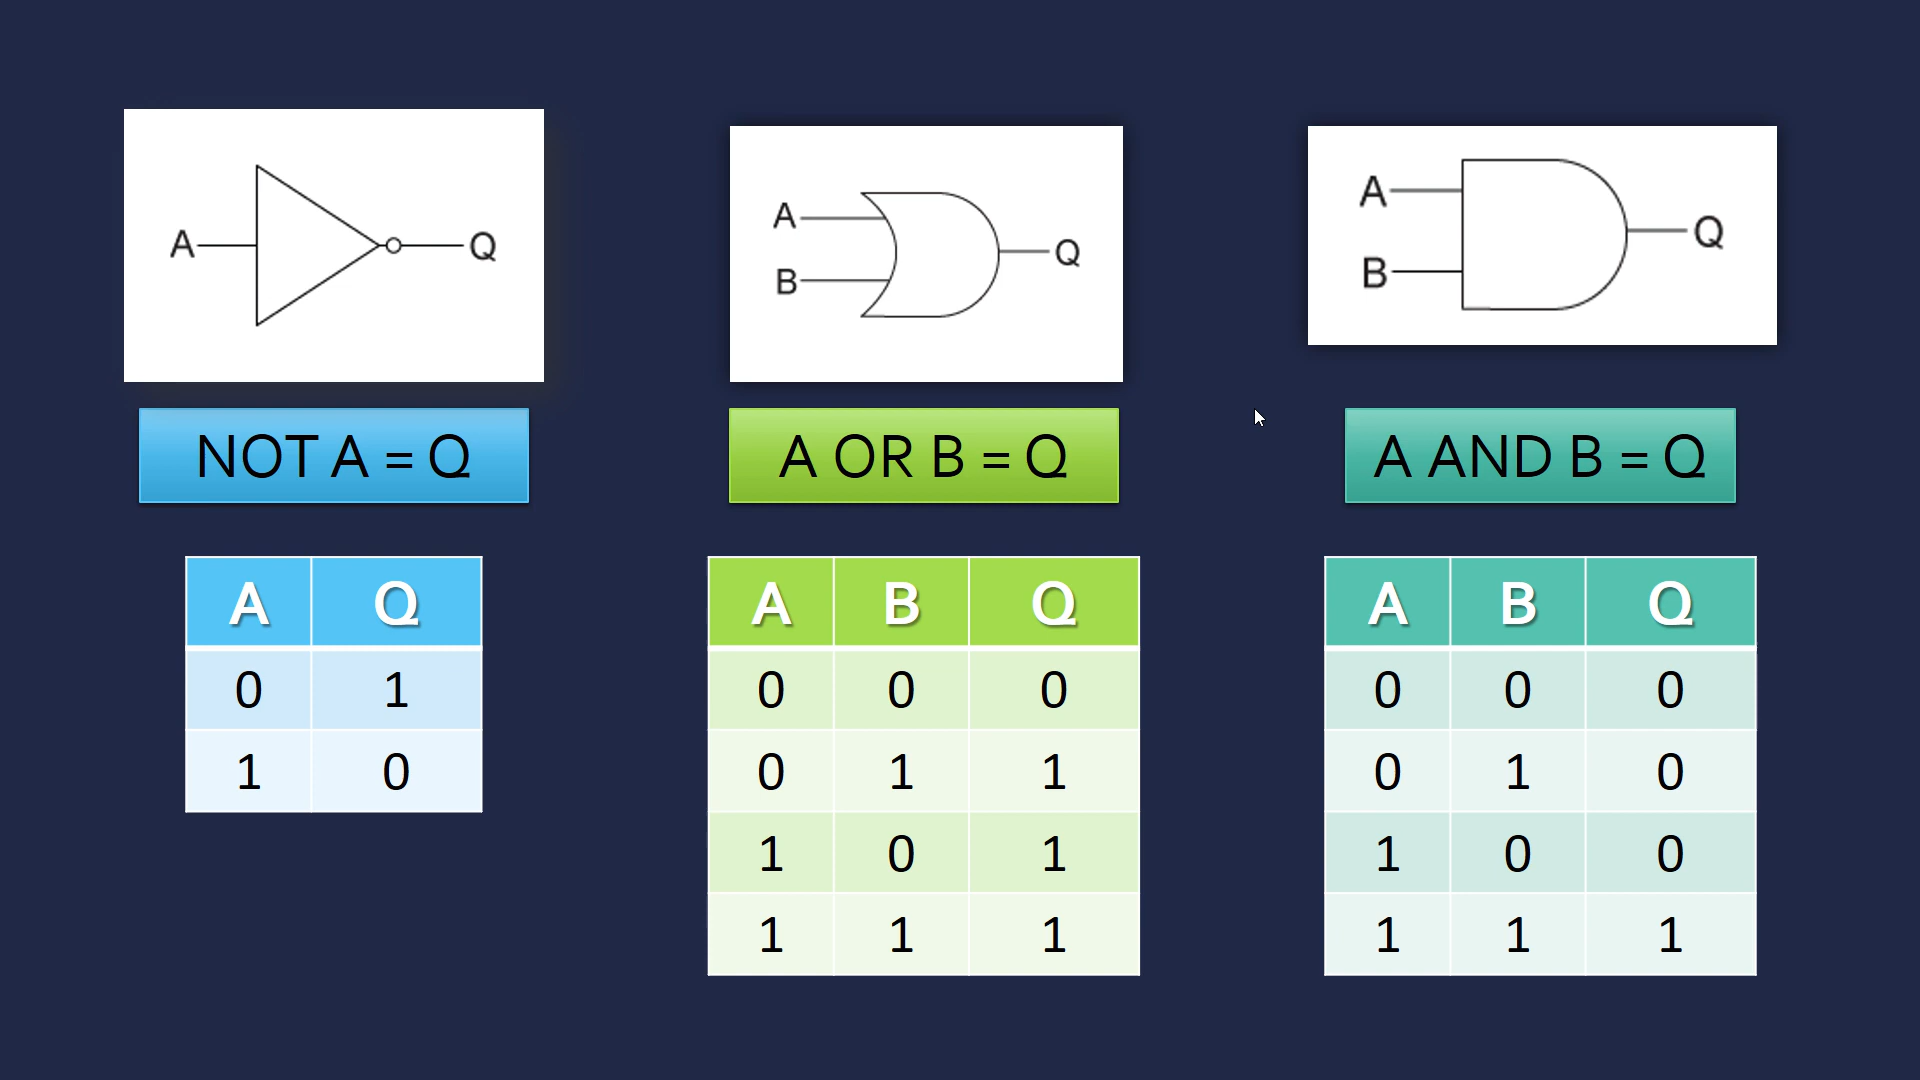 A
Q
A
B
Q
A
B
Q
NOT A = Q
A OR B = Q
A AND B = Q
A Q
0 1
1 0
A B Q
0 0 0
0 1 1
1 0 1
1 1 1
A B Q
0 0 0
0 1 0
1 0 0
1 1 1